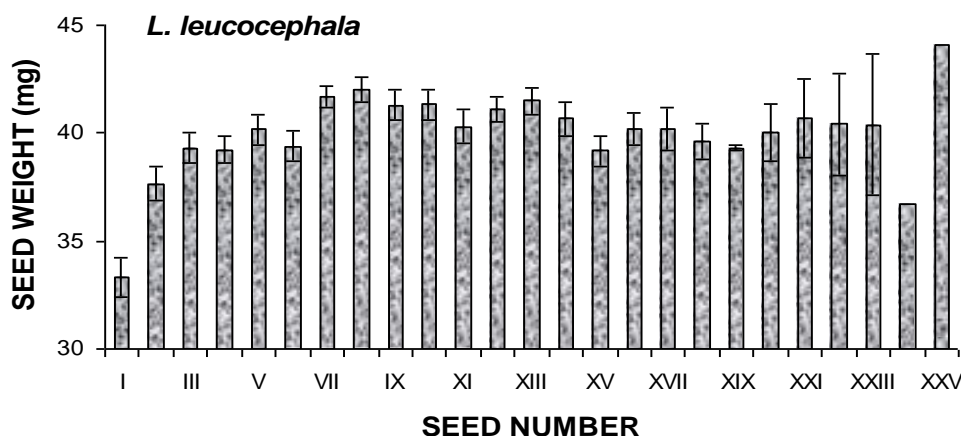 L. leucocephala
SEED WEIGHT (mg)
45
40
35
30
I III V VII IX XI XIII XV XVII XIX XXI XXIII XXV
SEED NUMBER